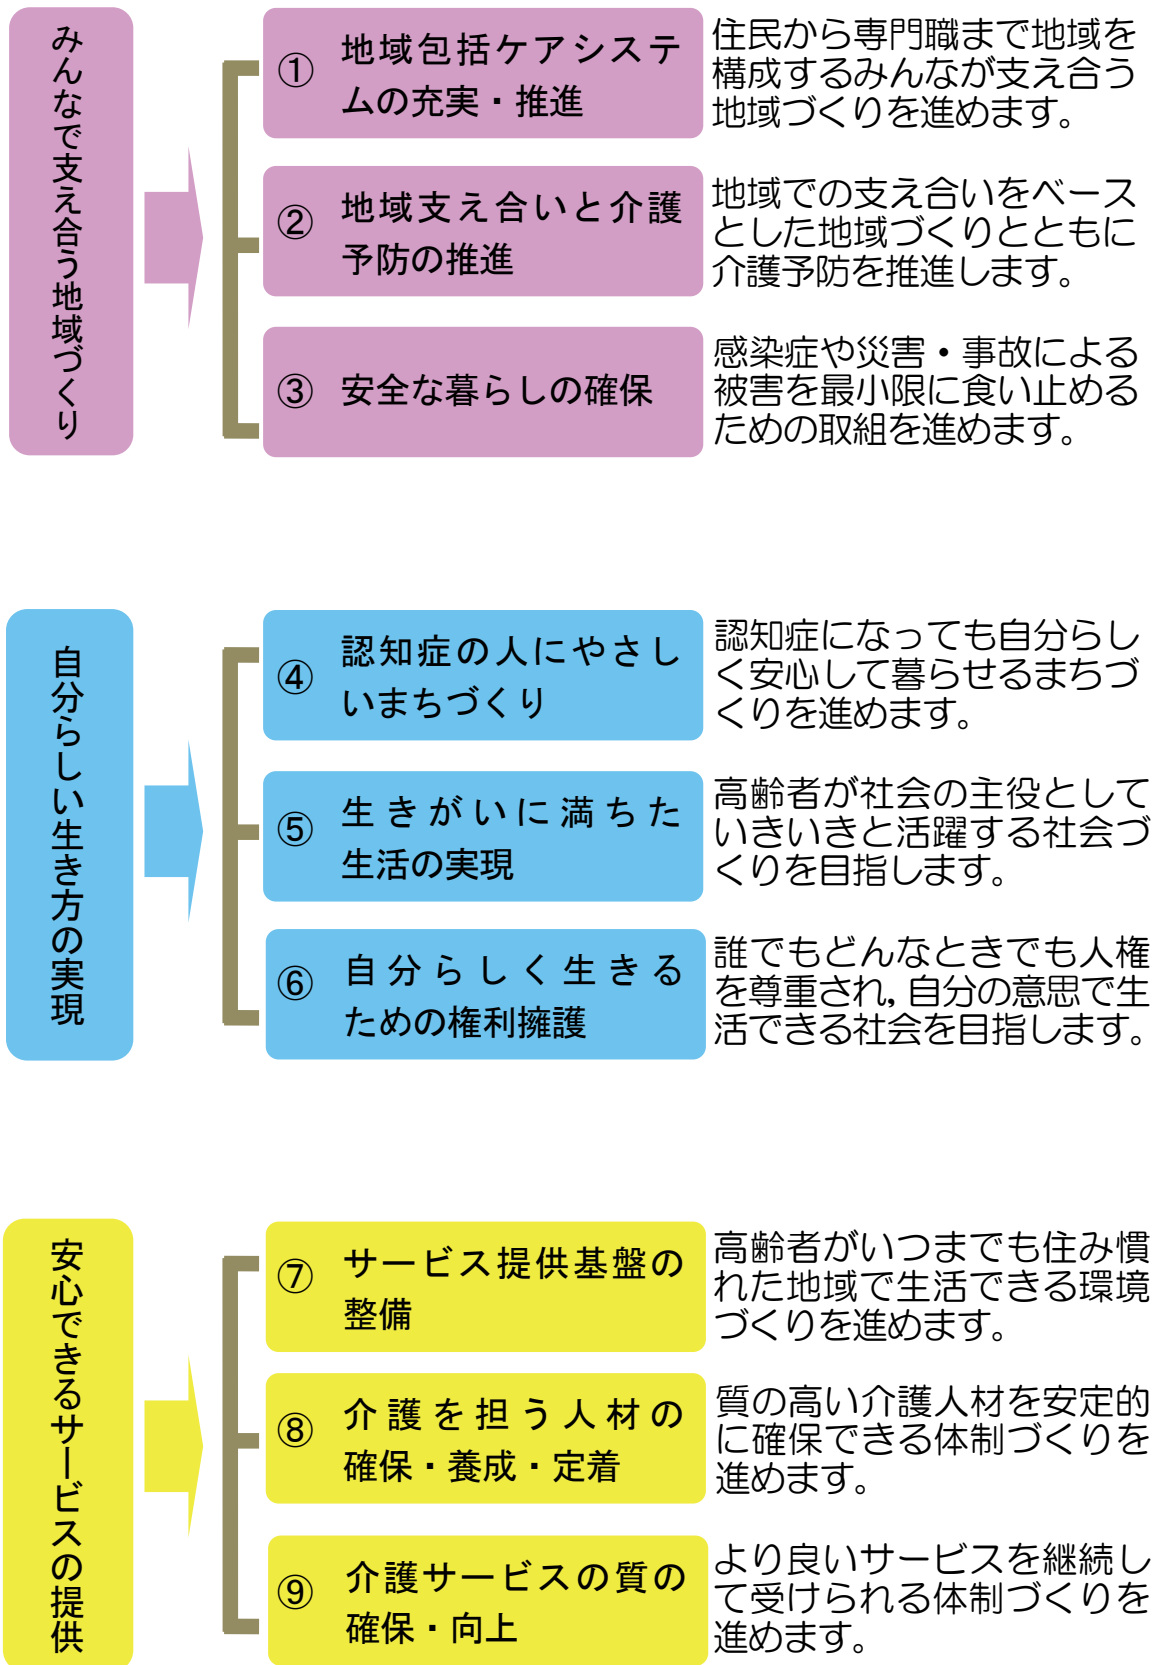 みんなで支え合う地域づくり
①
地域包括ケアシステ
ムの充実・推進
住民から専門職まで地域を
構成するみんなが支え合う
地域づくりを進めます。
②
地域支え合いと介護
予防の推進
地域での支え合いをベース
とした地域づくりとともに
介護予防を推進します。
③
安全な暮らしの確保
感染症や災害・事故による
被害を最小限に食い止める
ための取組を進めます。
自分らしい生き方の実現
④
認知症の人にやさし
いまちづくり
認知症になっても自分らし
く安心して暮らせるまちづ
くりを進めます。
⑤
生きがいに満ちた
生活の実現
高齢者が社会の主役として
いきいきと活躍する社会づ
くりを目指します。
⑥
自分らしく生きる
ための権利擁護
誰でもどんなときでも人権
を尊重され,自分の意思で生
活できる社会を目指します。
安心できるサービスの提供
⑦
サービス提供基盤の
整備
高齢者がいつまでも住み慣
れた地域で生活できる環境
づくりを進めます。
⑧
介護を担う人材の
確保・養成・定着
質の高い介護人材を安定的
に確保できる体制づくりを
進めます。
⑨
介護サービスの質の
確保・向上
より良いサービスを継続し
て受けられる体制づくりを
進めます。